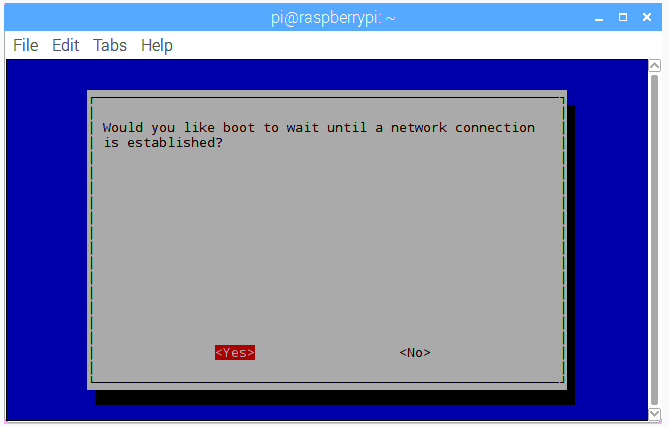 pi@raspberrypi: ~
File Edit Tabs Help
Would you like boot to wait until a network connection
is established?
<Yes> <No>